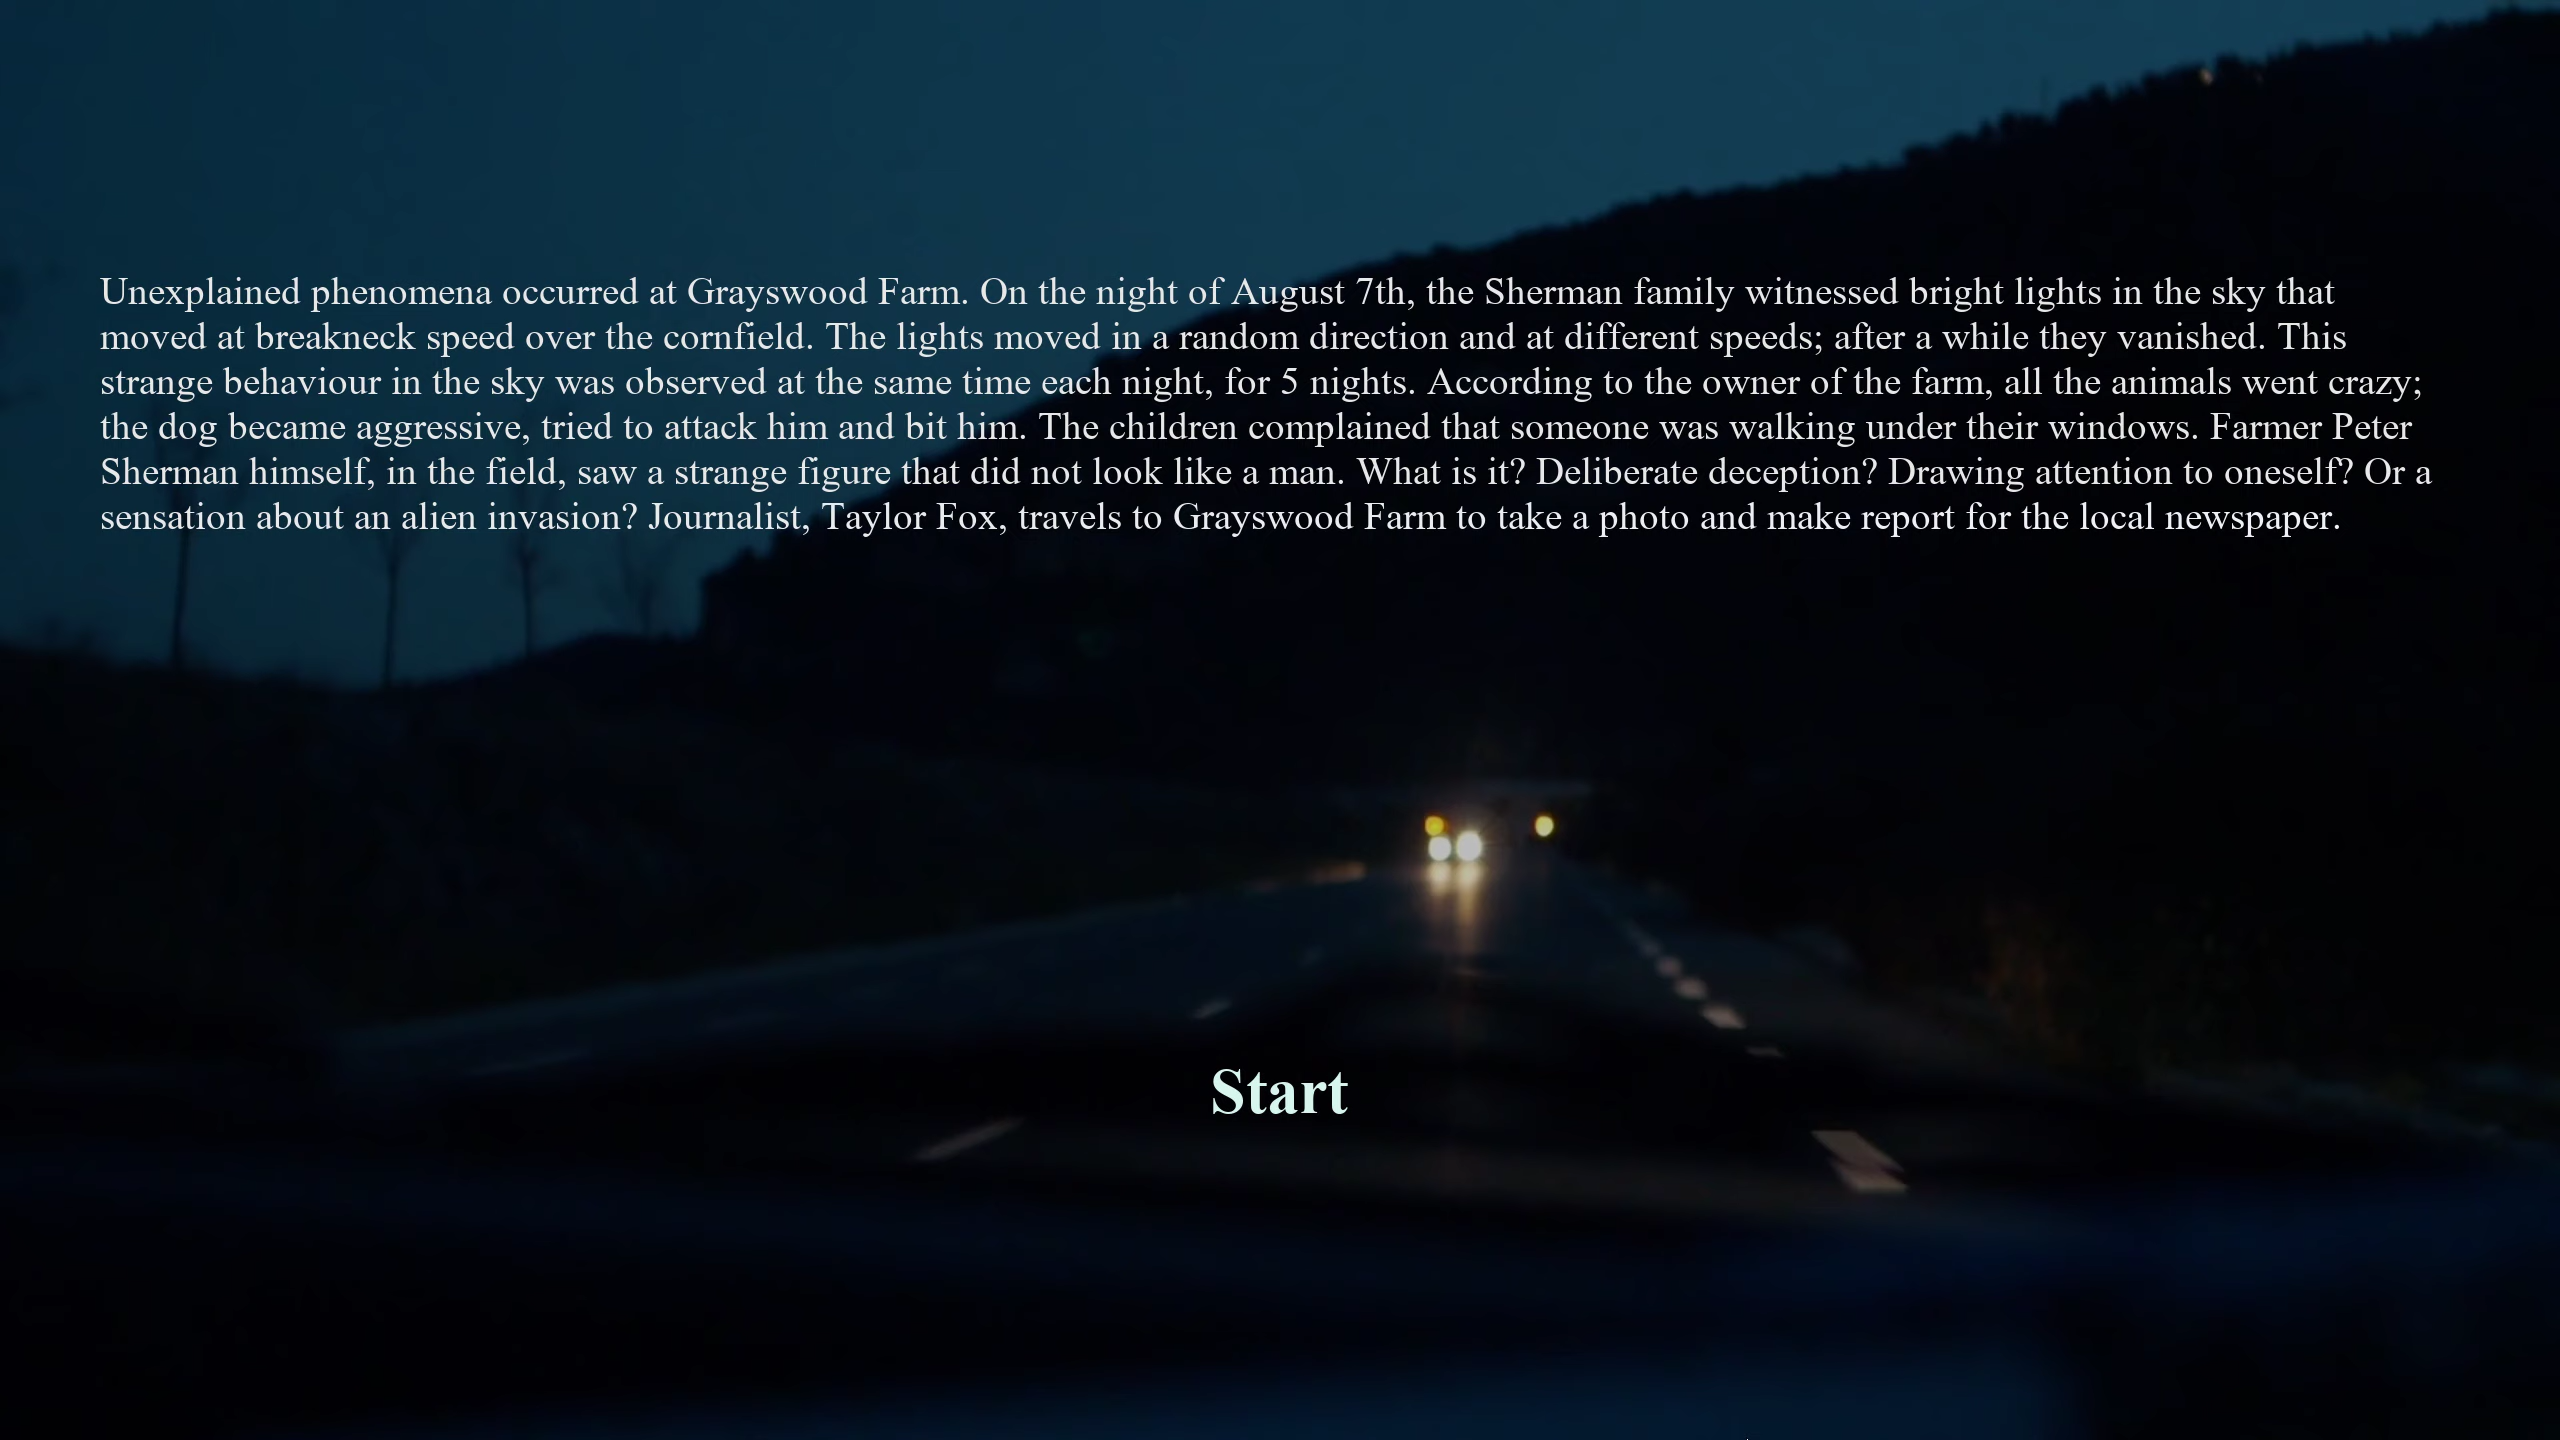 Unexplained phenomena occurred at Grayswood Farm. On the night of August 7th, the Sherman family witnessed bright lights in the sky that
moved at breakneck speed over the cornfield. The lights moved in a random direction and at different speeds; after a while they vanished. This
strange behaviour in the sky was observed at the same time each night, for 5 nights. According to the owner of the farm, all the animals went crazy;
the dog became aggressive, tried to attack him and bit him. The children complained that someone was walking under their windows. Farmer Peter
Sherman himself, in the field, saw a strange figure that did not look like a man. What is it? Deliberate deception? Drawing attention to oneself? Or a
sensation about an alien invasion? Journalist, Taylor Fox, travels to Grayswood Farm to take a photo and make report for the local newspaper.
Start